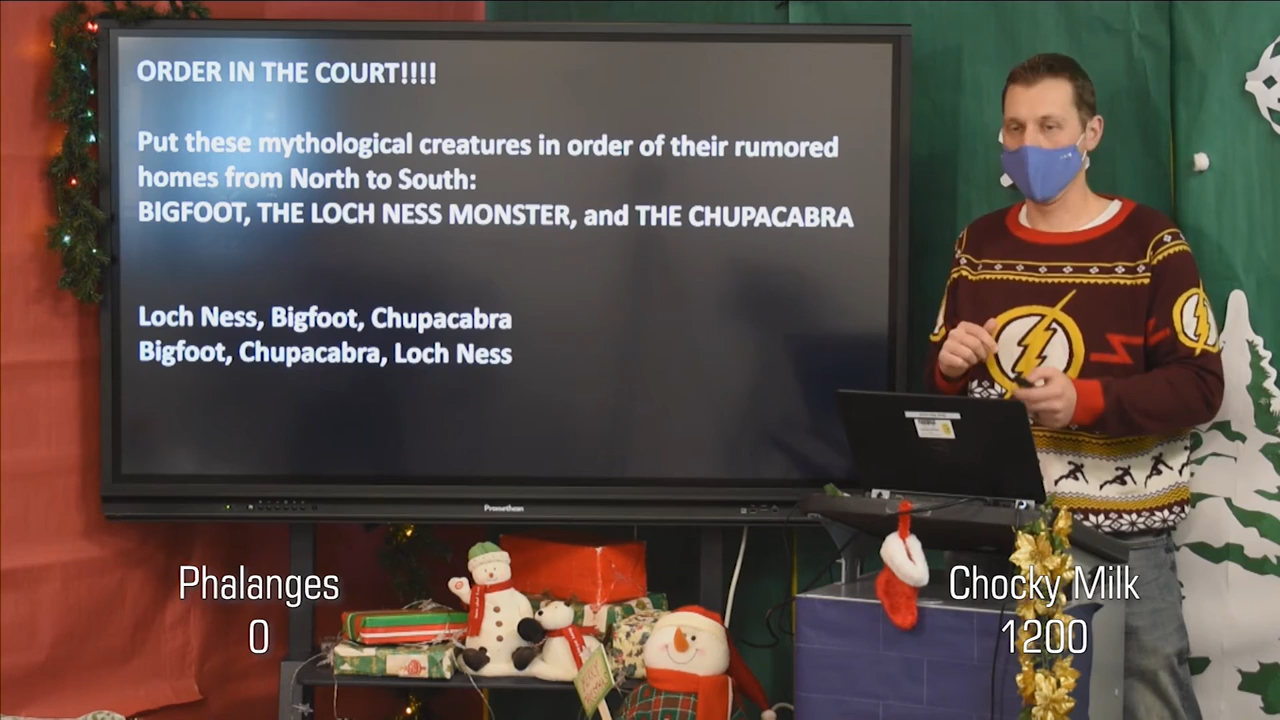 ORDER IN THE COURT!!!!
Put these mythological creatures in order of their rumored
homes from North to South:
BIGFOOT, THE LOCH NESS MONSTER, and THE CHUPACABRA
Loch Ness, Bigfoot, Chupacabra
Bigfoot, Chupacabra, Loch Ness
Promethean
Phalanges
0
Chocky Milk
1200